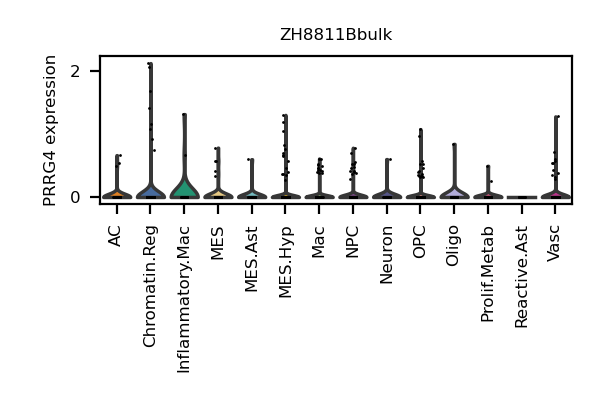 ZH8811Bbulk
PRRG4 expression
2
0
AC
Chromatin.Reg
Inflammatory.Mac
MES
MES.Ast
MES.Hyp
Mac
NPC
Neuron
OPC
Oligo
Prolif.Metab
Reactive.Ast
Vasc